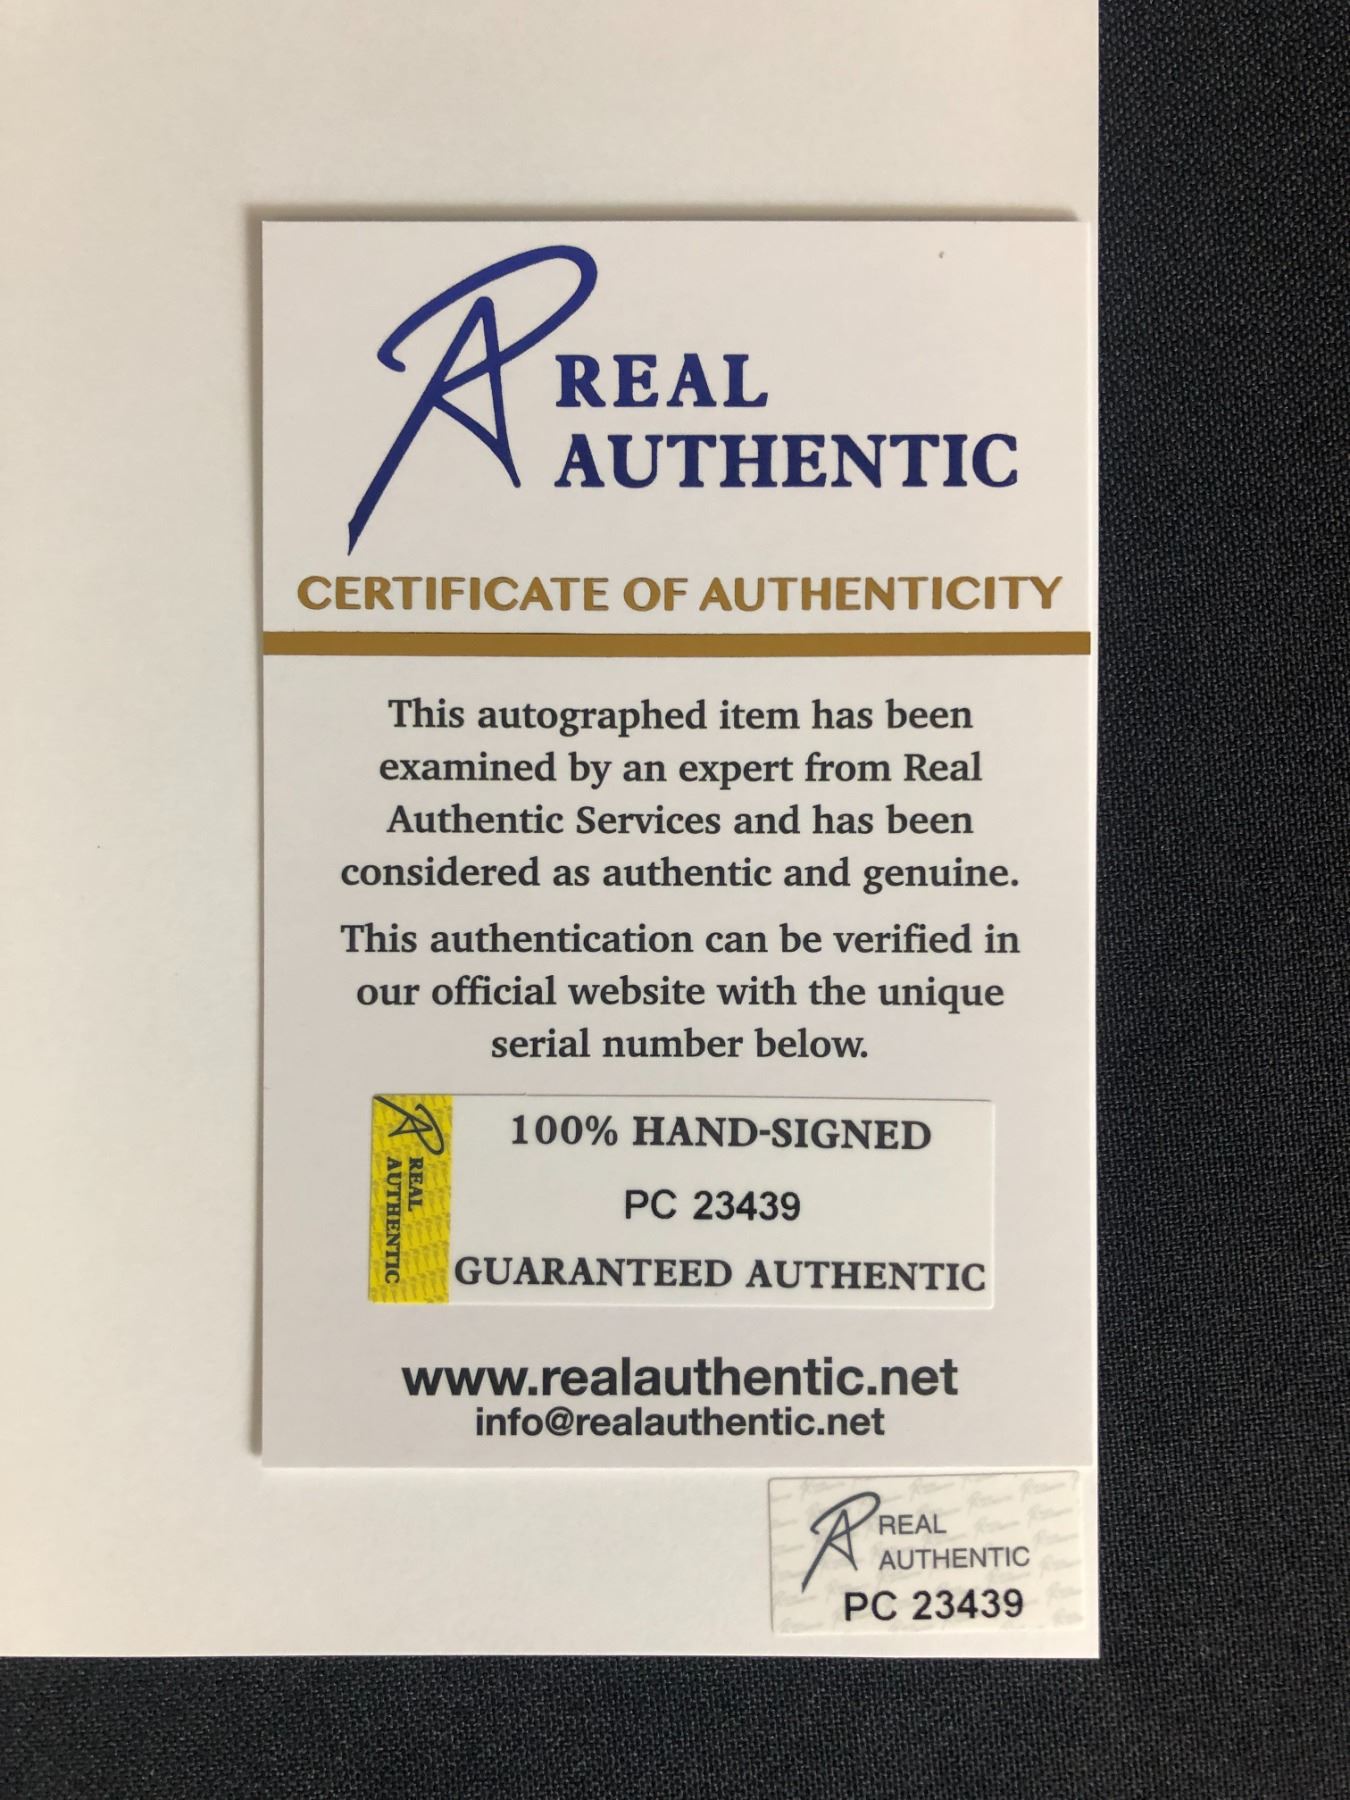 REAL
AUTHENTIC
CERTIFICATE OF AUTHENTICITY
This autographed item has been
examined by an expert from Real
Authentic Services and has been
considered as authentic and genuine.
This authentication can be verified in
our official website with the unique
serial number below.
REAL
AUTHENTIC
100% HAND-SIGNED
PC 23439
GUARANTEED AUTHENTIC
www.realauthentic.net
info@realauthentic.net
REAL
AUTHENTIC
PC 23439